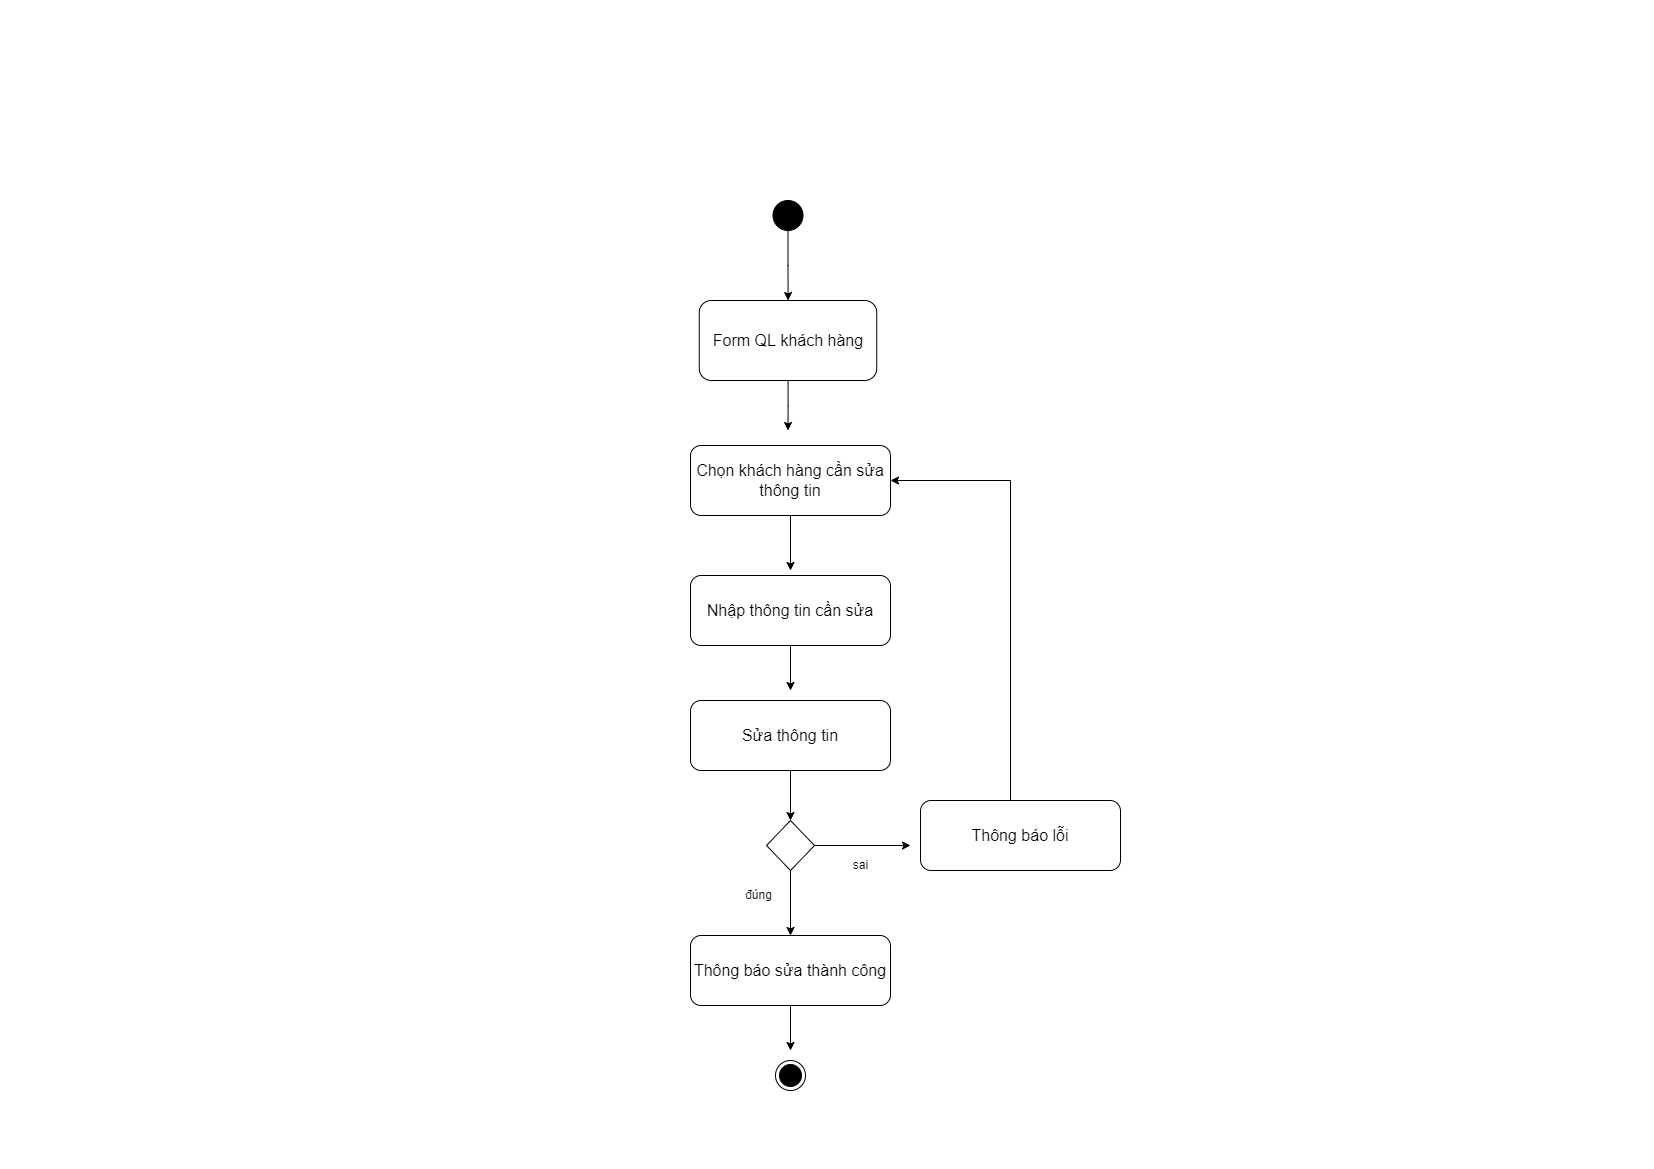 Form QL khách hàng
Chọn khách hàng cần sửa
thông tin
Nhập thông tin cần sửa
Sửa thông tin
Thông báo lỗi
sai
đúng
Thông báo sửa thành công